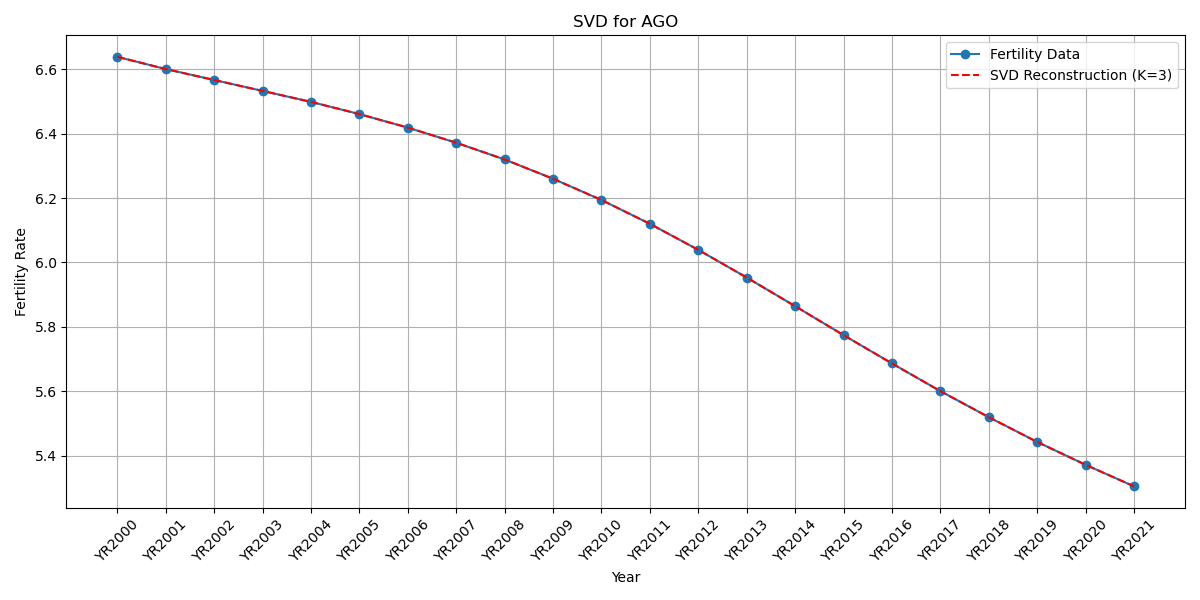 SVD for AGO
Fertility Data
SVD Reconstruction (K=3)
Fertility Rate
6.6
6.4
6.2
6.0
5.8
5.6
5.4
YR2000
YR2001
YR2002
YR2003
YR2004
YR2005
YR2006
YR2007
YR2008
YR2009
YR2010
YR2011
YR2012
YR2013
YR2014
YR2015
YR2016
YR2017
YR2018
YR2019
YR2020
YR2021
Year